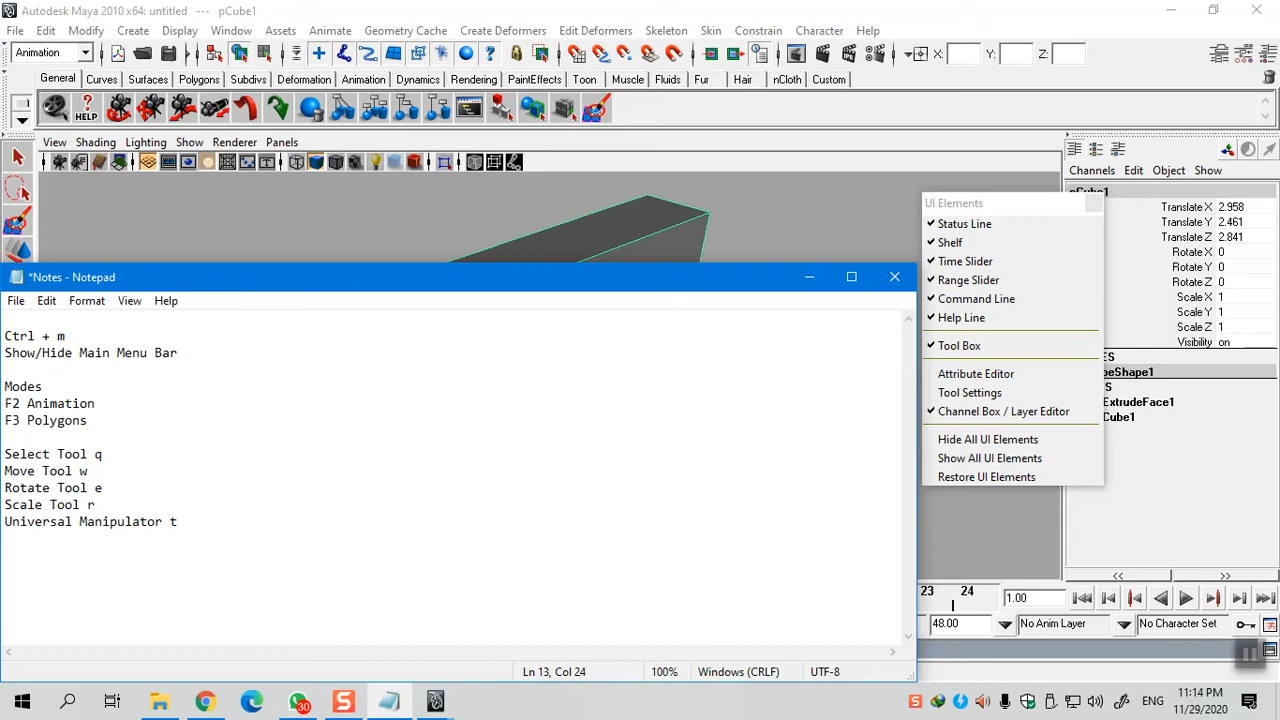 Autodesk Maya 2010 x64: untitled --- pCube1
File Edit Modify Create Display Window Assets Animate Geometry Cache Create Deformers Edit Deformers Skeleton Skin Constrain Character Help
Animation X: Y: Z:
General Curves Surfaces Polygons Subdivs Deformation Animation Dynamics Rendering PaintEffects Toon Muscle Fluids Fur Hair nCloth Custom
HELP
View Shading Lighting Show Renderer Panels
Channels Edit Object Show
pCube1
Translate X 2.958
Translate Y 2.461
Translate Z 2.841
Rotate X 0
Rotate Y 0
Rotate Z 0
Scale X 1
Scale Y 1
Scale Z 1
Visibility on
ES
beShape1
S
ExtrudeFace1
Cube1
UI Elements
Status Line
Shelf
Time Slider
Range Slider
Command Line
Help Line
Tool Box
Attribute Editor
Tool Settings
Channel Box / Layer Editor
Hide All UI Elements
Show All UI Elements
Restore UI Elements
*Notes - Notepad
File Edit Format View Help
Ctrl + m
Show/Hide Main Menu Bar
Modes
F2 Animation
F3 Polygons
Select Tool q
Move Tool w
Rotate Tool e
Scale Tool r
Universal Manipulator t
Ln 13, Col 24 100% Windows (CRLF) UTF-8
<< >>
23 24 1.00
48.00 No Anim Layer No Character Set
30 ENG 11:14 PM
11/29/2020